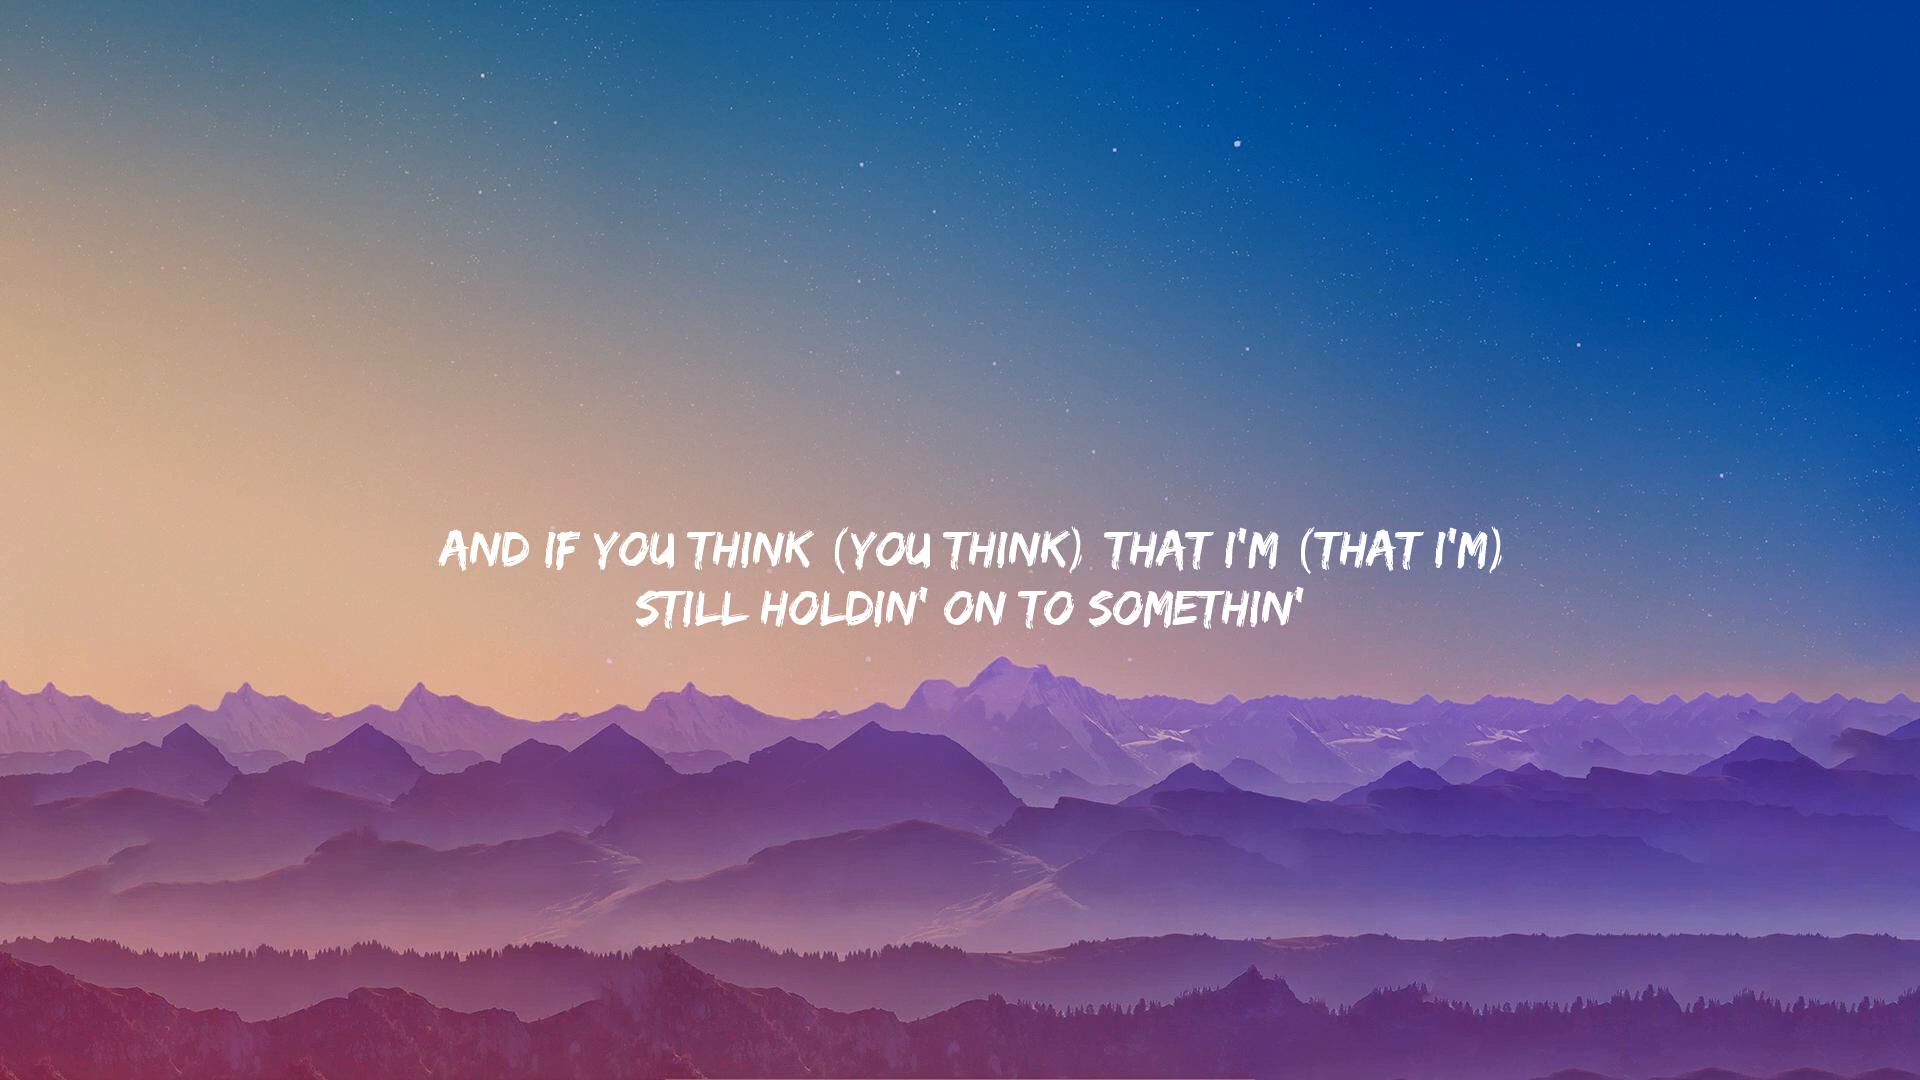 AND IF YOU THINK (YOU THINK) THAT I'M (THAT I'M)
STILL HOLDIN' ON TO SOMETHIN'